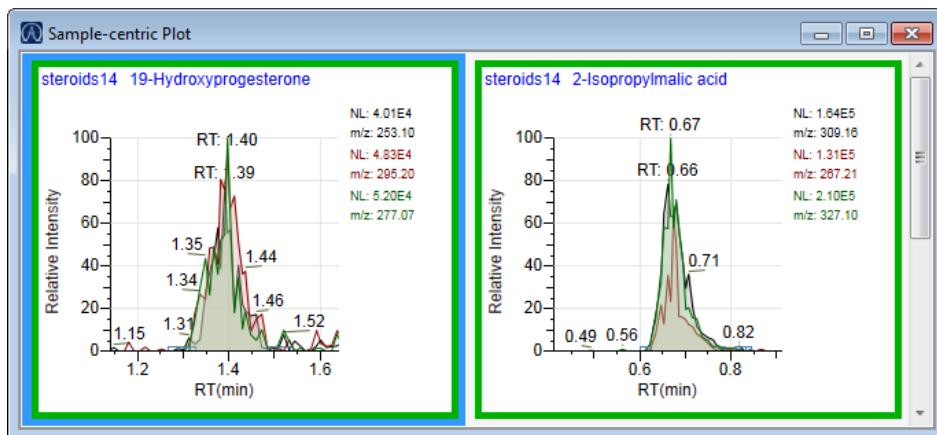 Sample-centric Plot
steroids14 19-Hydroxyprogesterone
NL: 4.01E4
m/z: 253.10
NL: 4.83E4
m/z: 295.20
NL: 5.20E4
m/z: 277.07
RT: 1.40
RT: 1.39
1.35
1.44
1.34
1.46
1.31
1.52
1.15
100
80
60
40
20
0
Relative Intensity
1.2 1.4 1.6
RT(min)
steroids14 2-Isopropylmalic acid
NL: 1.64E5
m/z: 309.16
NL: 1.31E5
m/z: 267.21
NL: 2.10E5
m/z: 327.10
RT: 0.67
RT: 0.66
0.71
0.49
0.56
0.82
100
80
60
40
20
0
Relative Intensity
0.6 0.8
RT(min)